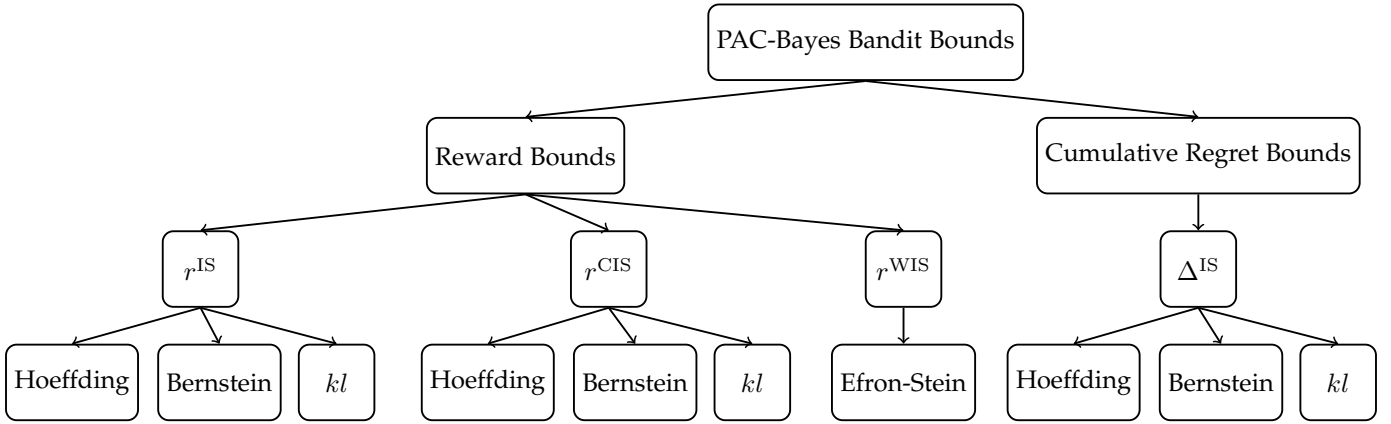 PAC-Bayes Bandit Bounds
Reward Bounds
Cumulative Regret Bounds
r^IS
r^CIS
r^WIS
Δ^IS
Hoeffding
Bernstein
kl
Hoeffding
Bernstein
kl
Efron-Stein
Hoeffding
Bernstein
kl